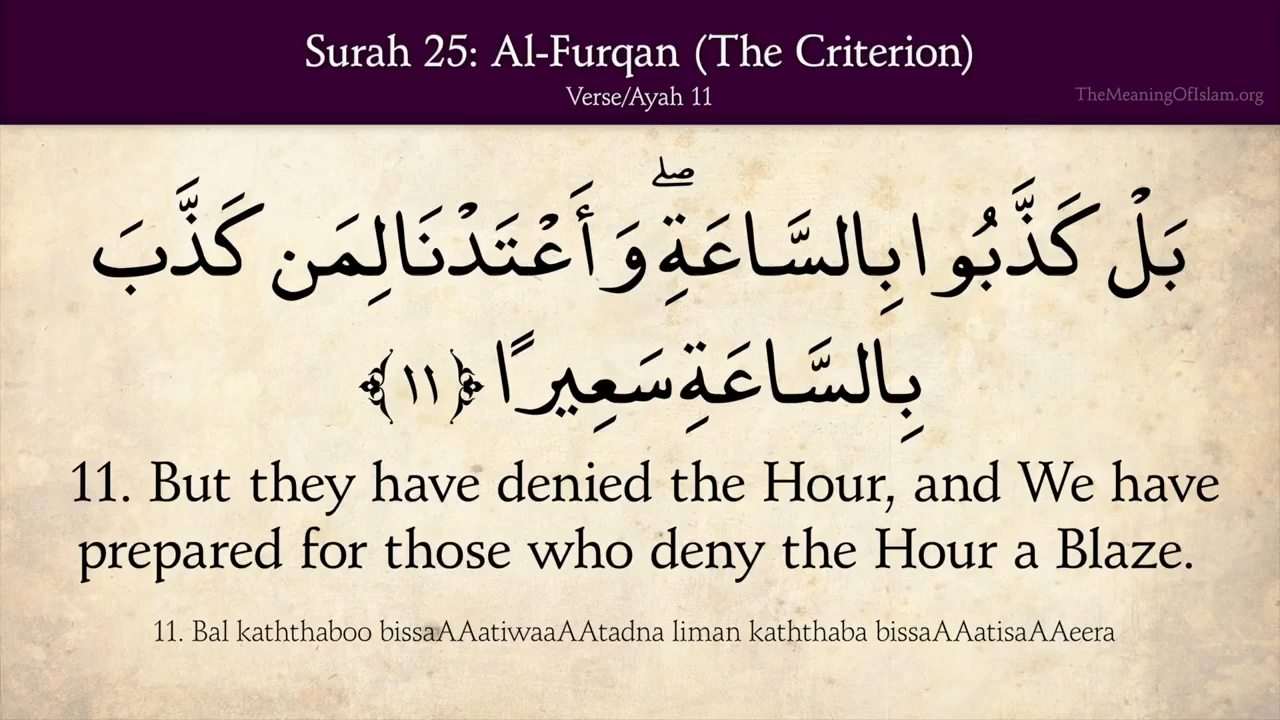 Surah 25: Al-Furqan (The Criterion)
Verse/Ayah 11
TheMeaningOfIslam.org
بَلْ كَذَّبُوا بِالسَّاعَةِ ۖ وَأَعْتَدْنَا لِمَن كَذَّبَ
بِالسَّاعَةِ سَعِيرًا ﴿١١﴾
11. But they have denied the Hour, and We have
prepared for those who deny the Hour a Blaze.
11. Bal kaththaboo bissaAAatiwaaAAtadna liman kaththaba bissaAAatisaAAeera